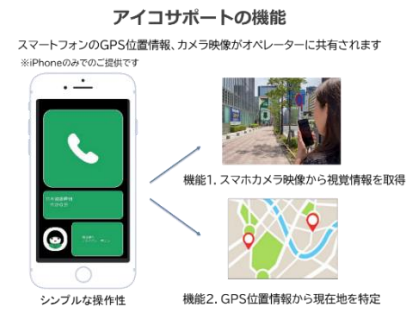 アイコサポートの機能
スマートフォンのGPS位置情報、カメラ映像がオペレーターに共有されます
※iPhoneのみでのご提供です
機能1. スマホカメラ映像から視覚情報を取得
シンプルな操作性
機能2. GPS位置情報から現在地を特定